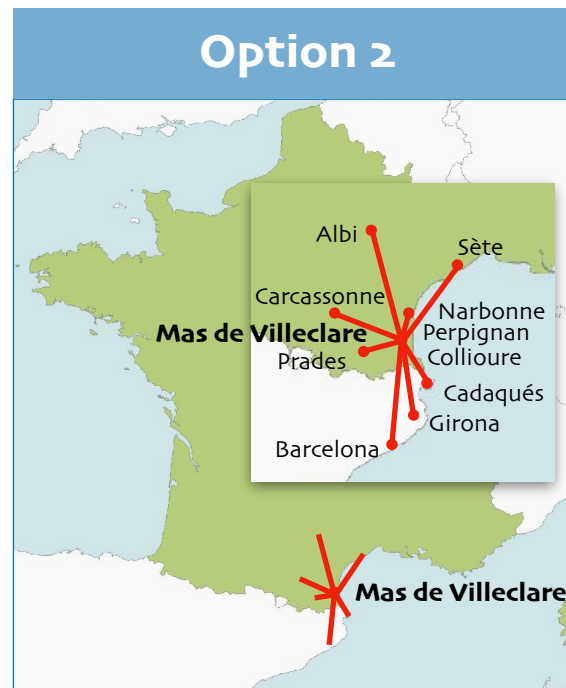 Option 2
Albi
Sète
Carcassonne
Narbonne
Mas de Villeclare
Perpignan
Prades
Collioure
Cadaqués
Girona
Barcelona
Mas de Villeclare